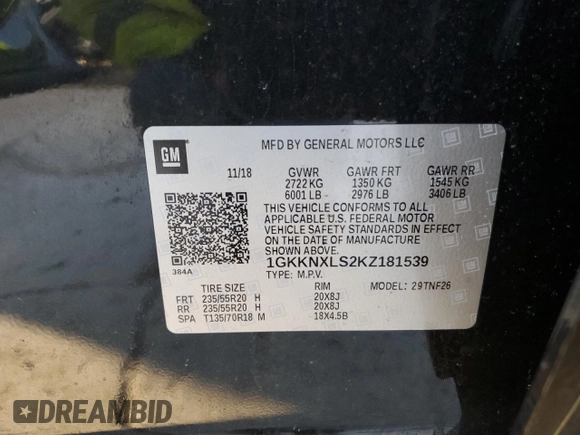 GM
MFD BY GENERAL MOTORS LLC
11/18 GVWR GAWR FRT GAWR RR
2722 KG 1350 KG 1545 KG
6001 LB 2976 LB 3406 LB
THIS VEHICLE CONFORMS TO ALL
APPLICABLE U.S. FEDERAL MOTOR
VEHICLE SAFETY STANDARDS IN EFFECT
ON THE DATE OF MANUFACTURE
SHOWN ABOVE.
1GKKNXLS2KZ181539
384A TYPE: M.P.V.
TIRE SIZE RIM MODEL: 29TNF26
FRT 235/55R20 H 20X8J
RR 235/55R20 H 20X8J
SPA T135/70R18 M 18X4.5B
DREAMBID